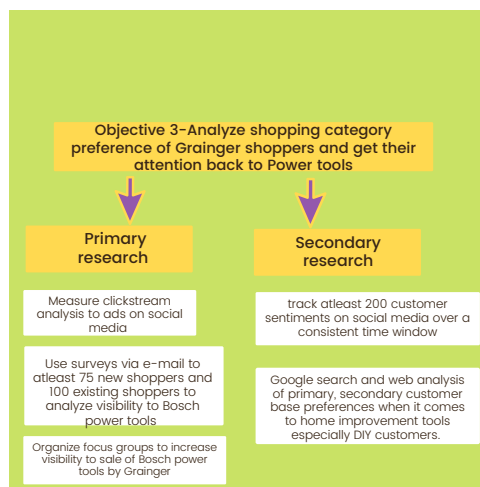 Objective 3-Analyze shopping category
preference of Grainger shoppers and get their
attention back to Power tools
Primary
research
Secondary
research
Measure clickstream
analysis to ads on social
media
Use surveys via e-mail to
atleast 75 new shoppers and
100 existing shoppers to
analyze visibility to Bosch
power tools
Organize focus groups to increase
visibility to sale of Bosch power
tools by Grainger
track atleast 200 customer
sentiments on social media over a
consistent time window
Google search and web analysis
of primary, secondary customer
base preferences when it comes
to home improvement tools
especially DIY customers.